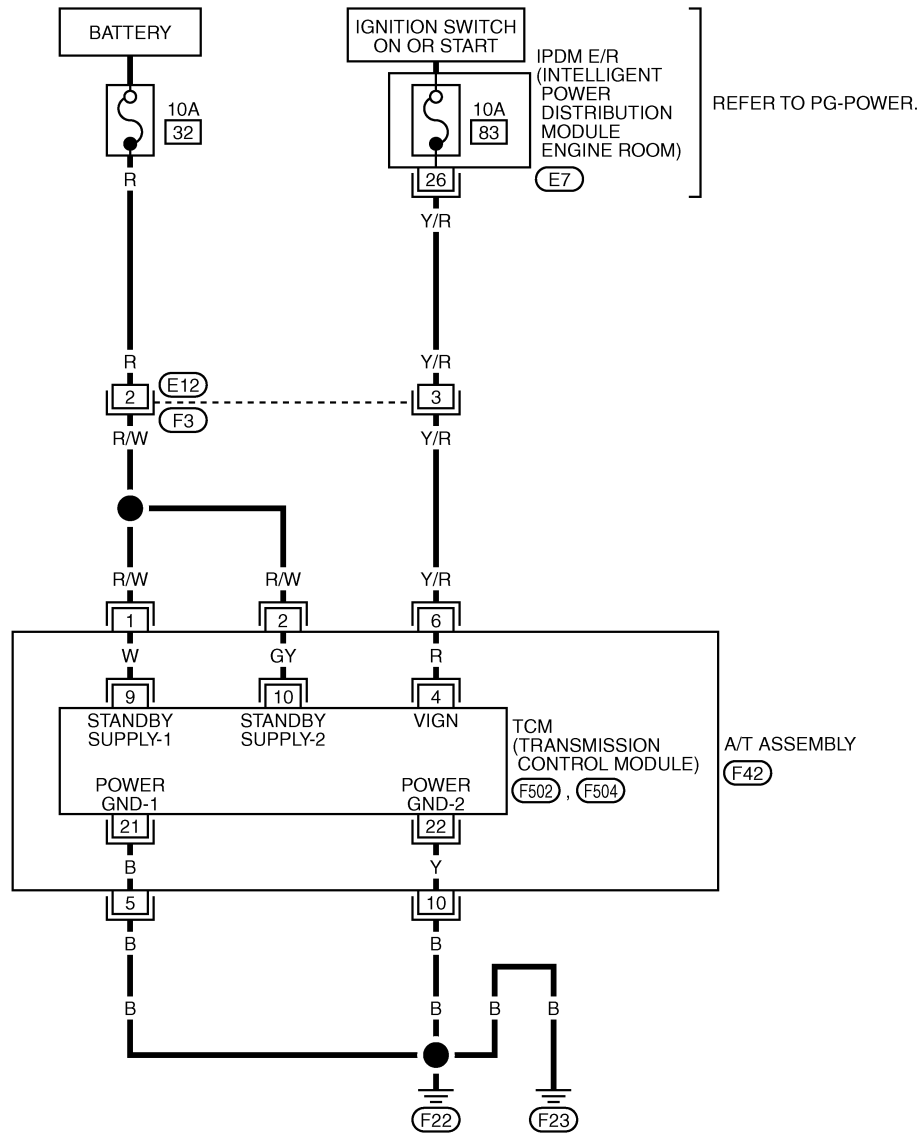 BATTERY
IGNITION SWITCH
ON OR START
IPDM E/R
(INTELLIGENT
POWER
DISTRIBUTION
MODULE
ENGINE ROOM)
REFER TO PG-POWER.
10A
32
10A
83
26
E7
R
Y/R
R
Y/R
2
E12
3
F3
R/W
Y/R
R/W
R/W
Y/R
1
2
6
W
GY
R
9
10
4
STANDBY
SUPPLY-1
STANDBY
SUPPLY-2
VIGN
TCM
(TRANSMISSION
CONTROL MODULE)
F502 , F504
A/T ASSEMBLY
F42
POWER
GND-1
POWER
GND-2
21
22
B
Y
5
10
B
B
B
B
B
B
F22
F23